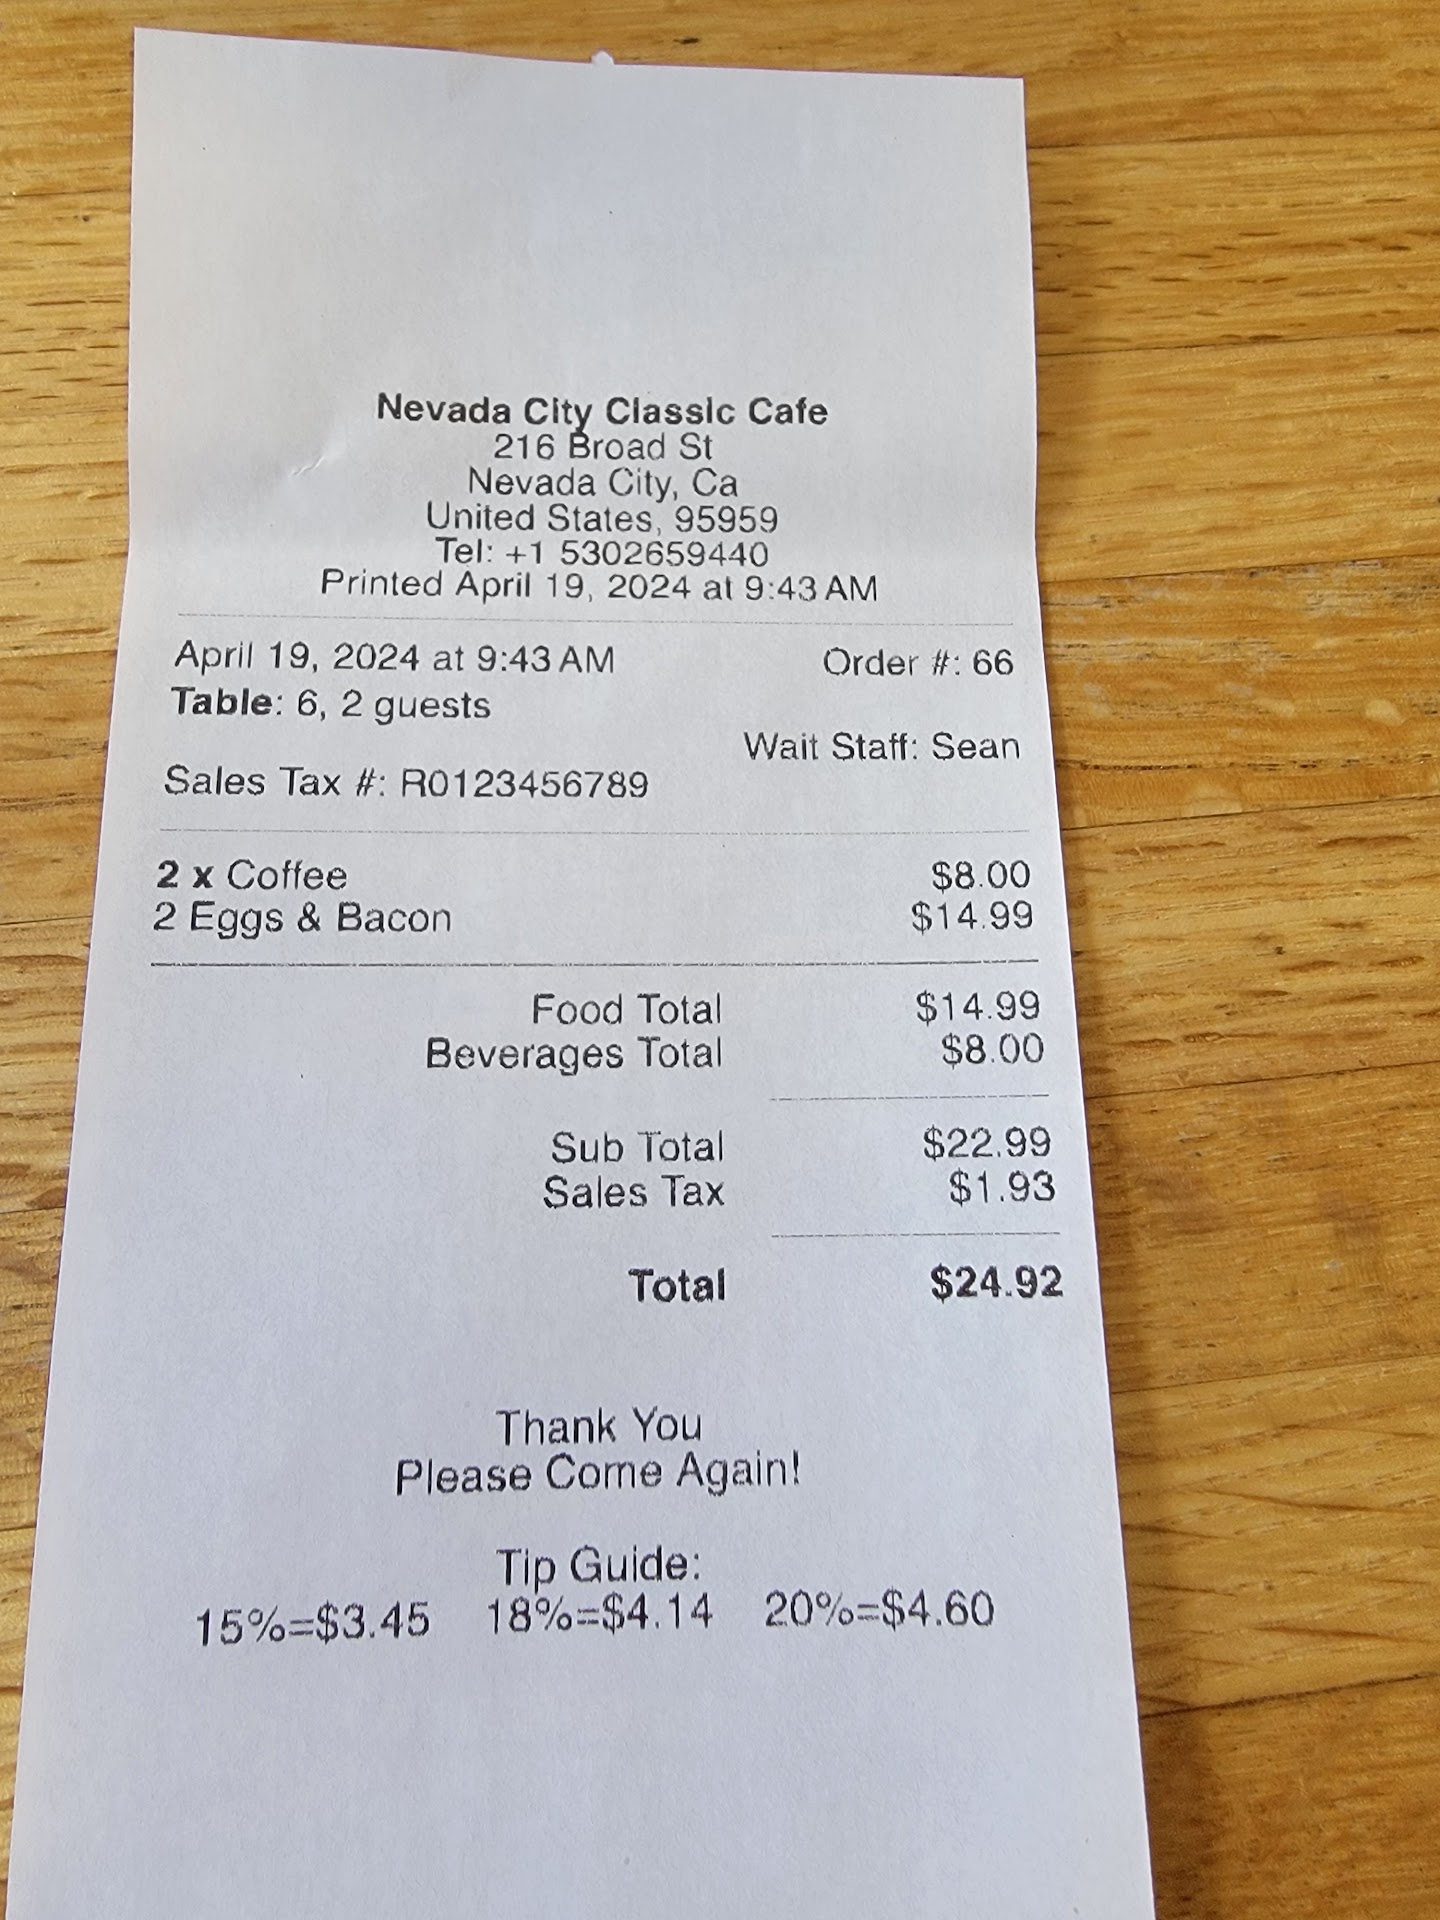 Nevada City Classic Cafe
216 Broad St
Nevada City, Ca
United States, 95959
Tel: +1 5302659440
Printed April 19, 2024 at 9:43 AM
April 19, 2024 at 9:43 AM Order #: 66
Table: 6, 2 guests
Wait Staff: Sean
Sales Tax #: R0123456789
2 x Coffee $8.00
2 Eggs & Bacon $14.99
Food Total $14.99
Beverages Total $8.00
Sub Total $22.99
Sales Tax $1.93
Total $24.92
Thank You
Please Come Again!
Tip Guide:
15%=$3.45 18%=$4.14 20%=$4.60